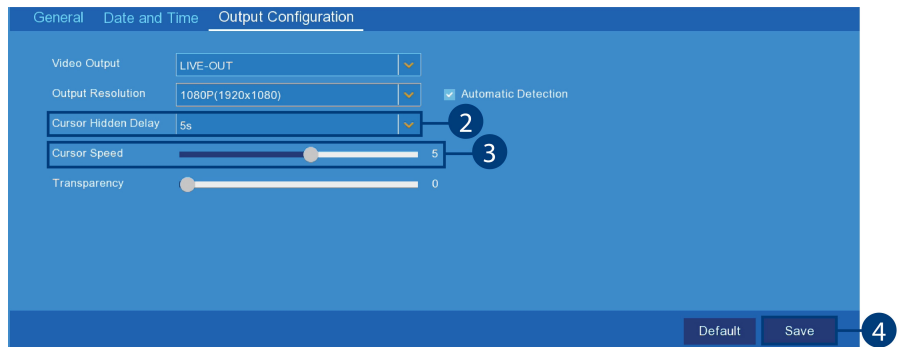 General Date and Time Output Configuration
Video Output LIVE-OUT
Output Resolution 1080P(1920x1080) Automatic Detection
Cursor Hidden Delay 5s 2
Cursor Speed 5 3
Transparency 0
Default Save 4